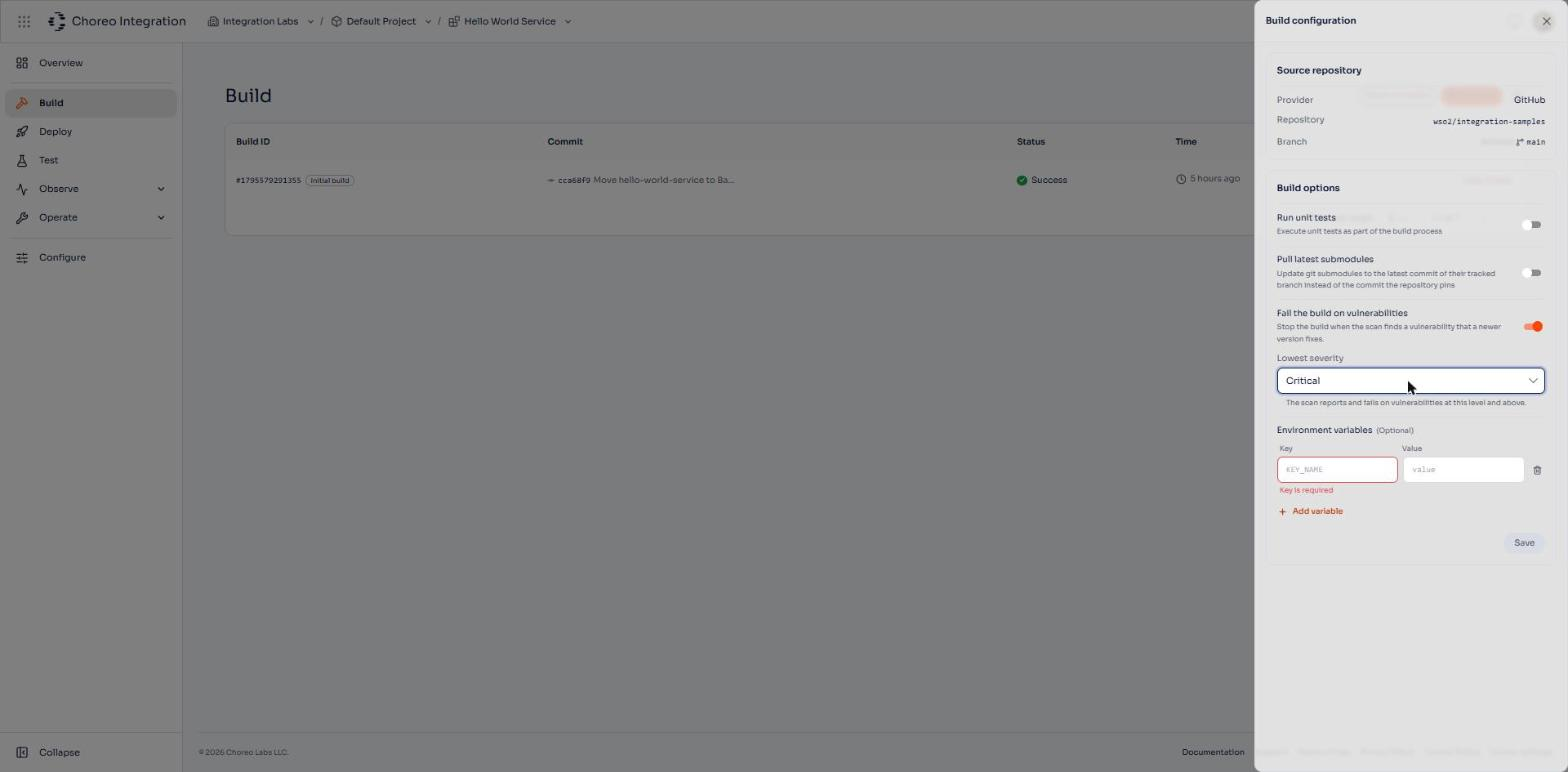 Choreo Integration
Integration Labs / Default Project / Hello World Service
Overview
Build
Deploy
Test
Observe
Operate
Configure
Collapse
Build
Build ID Commit Status Time
#1795579291355 Initial build cca68f9 Move hello-world-service to Ba... Success 5 hours ago
© 2026 Choreo Labs LLC.
Documentation
Build configuration
Source repository
Provider GitHub
Repository wso2/integration-samples
Branch main
Build options
Run unit tests
Execute unit tests as part of the build process
Pull latest submodules
Update git submodules to the latest commit of their tracked
branch instead of the commit the repository pins
Fail the build on vulnerabilities
Stop the build when the scan finds a vulnerability that a newer
version fixes.
Lowest severity
Critical
The scan reports and fails on vulnerabilities at this level and above.
Environment variables (Optional)
Key Value
KEY_NAME value
Key is required
+ Add variable
Save